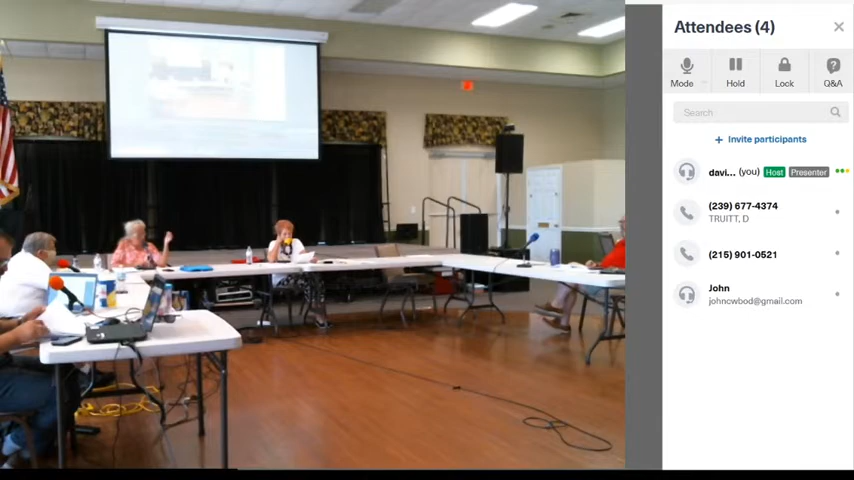 Attendees (4)
Mode
Hold
Lock
Q&A
Search
+ Invite participants
davi... (you) Host Presenter
(239) 677-4374
TRUITT, D
(215) 901-0521
John
johncwbod@gmail.com